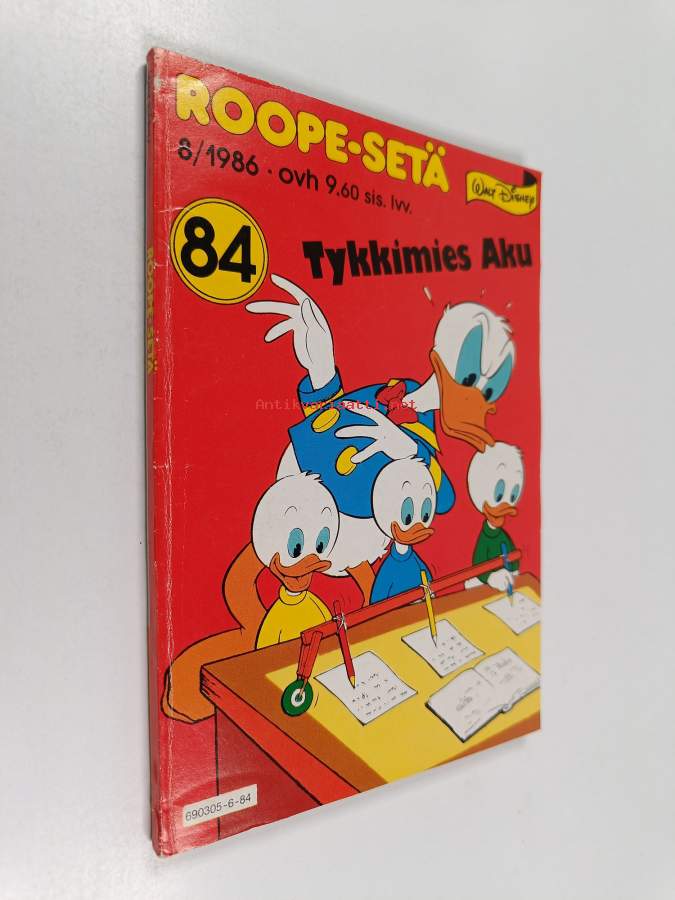 ROOPE-SETÄ
8/1986 · ovh 9.60 sis. lvv.
WALT DISNEY
84
Tykkimies Aku
ROOPE-SETÄ
Antikvariaatti.net
690305-6-84